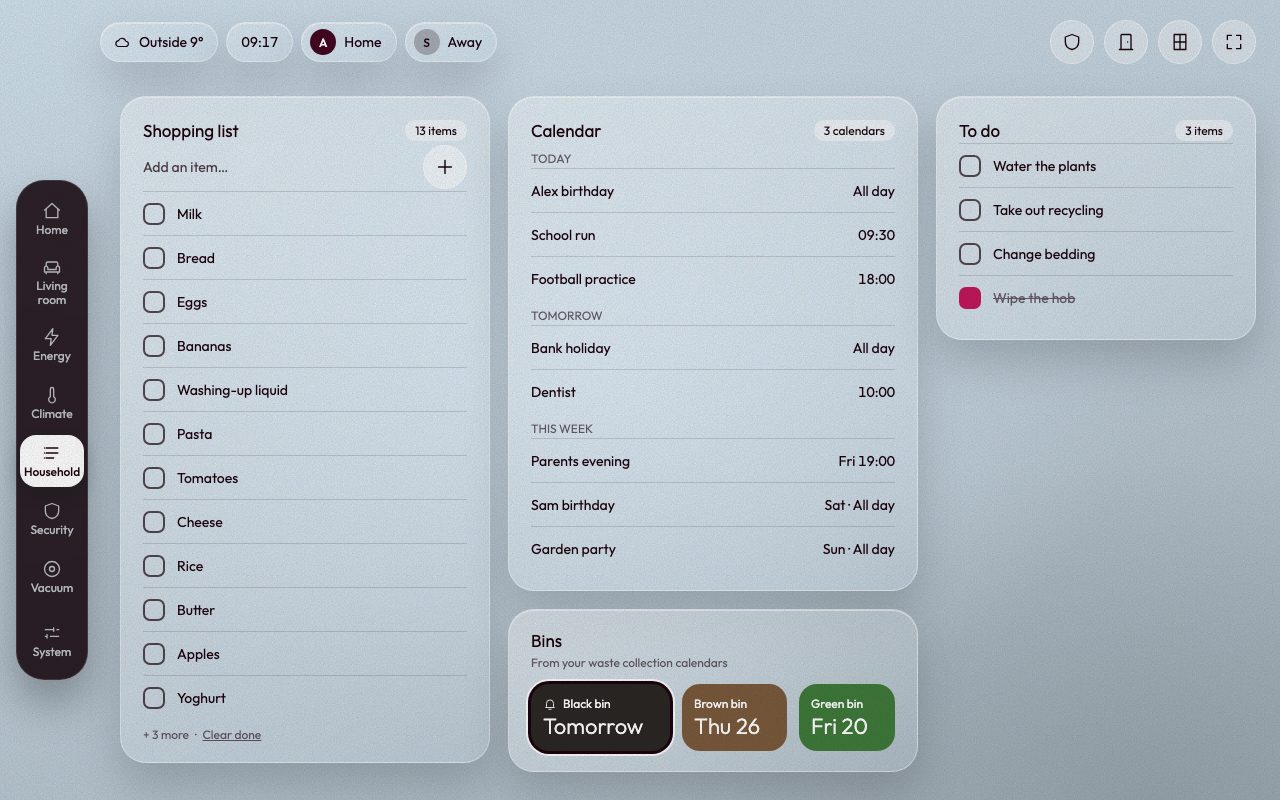 Outside 9°
09:17
A
Home
S
Away
Home
Living
room
Energy
Climate
Household
Security
Vacuum
System
Shopping list
13 items
Add an item...
Milk
Bread
Eggs
Bananas
Washing-up liquid
Pasta
Tomatoes
Cheese
Rice
Butter
Apples
Yoghurt
+ 3 more · Clear done
Calendar
3 calendars
TODAY
Alex birthday All day
School run 09:30
Football practice 18:00
TOMORROW
Bank holiday All day
Dentist 10:00
THIS WEEK
Parents evening Fri 19:00
Sam birthday Sat · All day
Garden party Sun · All day
Bins
From your waste collection calendars
Black bin
Tomorrow
Brown bin
Thu 26
Green bin
Fri 20
To do
3 items
Water the plants
Take out recycling
Change bedding
Wipe the hob